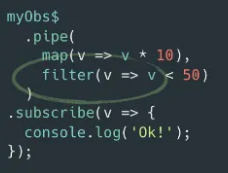 myObs$
.pipe(
map(v => v * 10),
filter(v => v < 50)
)
.subscribe(v => {
console.log('Ok!');
});